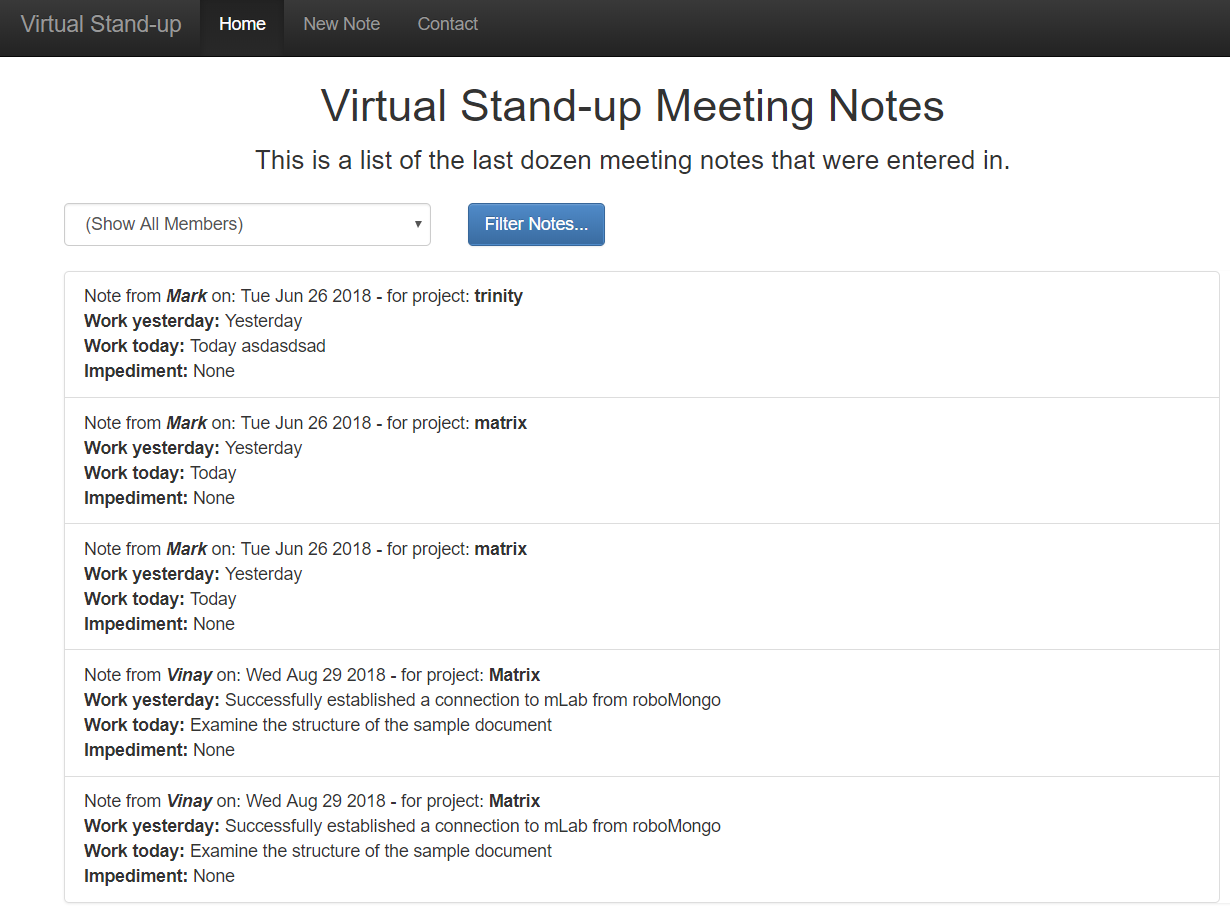 Virtual Stand-up Home New Note Contact
Virtual Stand-up Meeting Notes
This is a list of the last dozen meeting notes that were entered in.
(Show All Members) Filter Notes...
Note from Mark on: Tue Jun 26 2018 - for project: trinity
Work yesterday: Yesterday
Work today: Today asdasdsad
Impediment: None
Note from Mark on: Tue Jun 26 2018 - for project: matrix
Work yesterday: Yesterday
Work today: Today
Impediment: None
Note from Mark on: Tue Jun 26 2018 - for project: matrix
Work yesterday: Yesterday
Work today: Today
Impediment: None
Note from Vinay on: Wed Aug 29 2018 - for project: Matrix
Work yesterday: Successfully established a connection to mLab from roboMongo
Work today: Examine the structure of the sample document
Impediment: None
Note from Vinay on: Wed Aug 29 2018 - for project: Matrix
Work yesterday: Successfully established a connection to mLab from roboMongo
Work today: Examine the structure of the sample document
Impediment: None